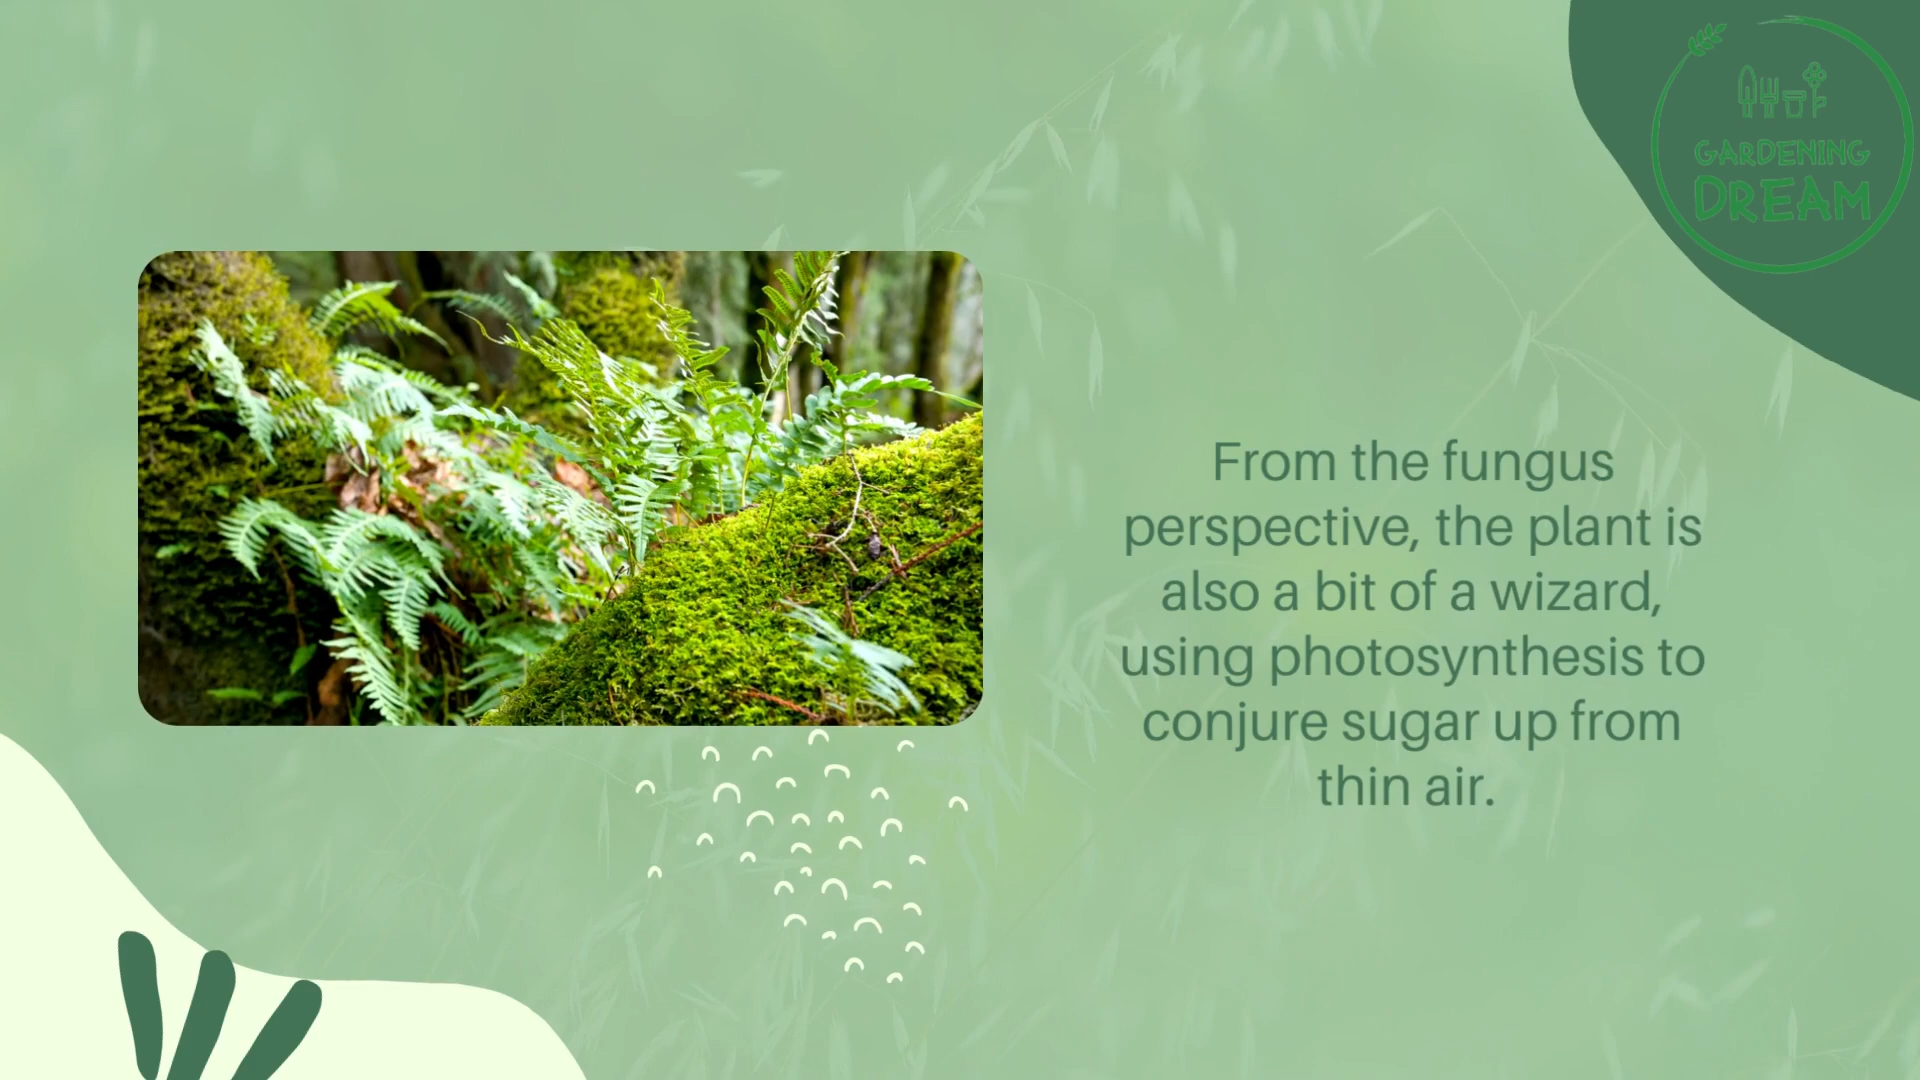 GARDENING
DREAM
From the fungus
perspective, the plant is
also a bit of a wizard,
using photosynthesis to
conjure sugar up from
thin air.